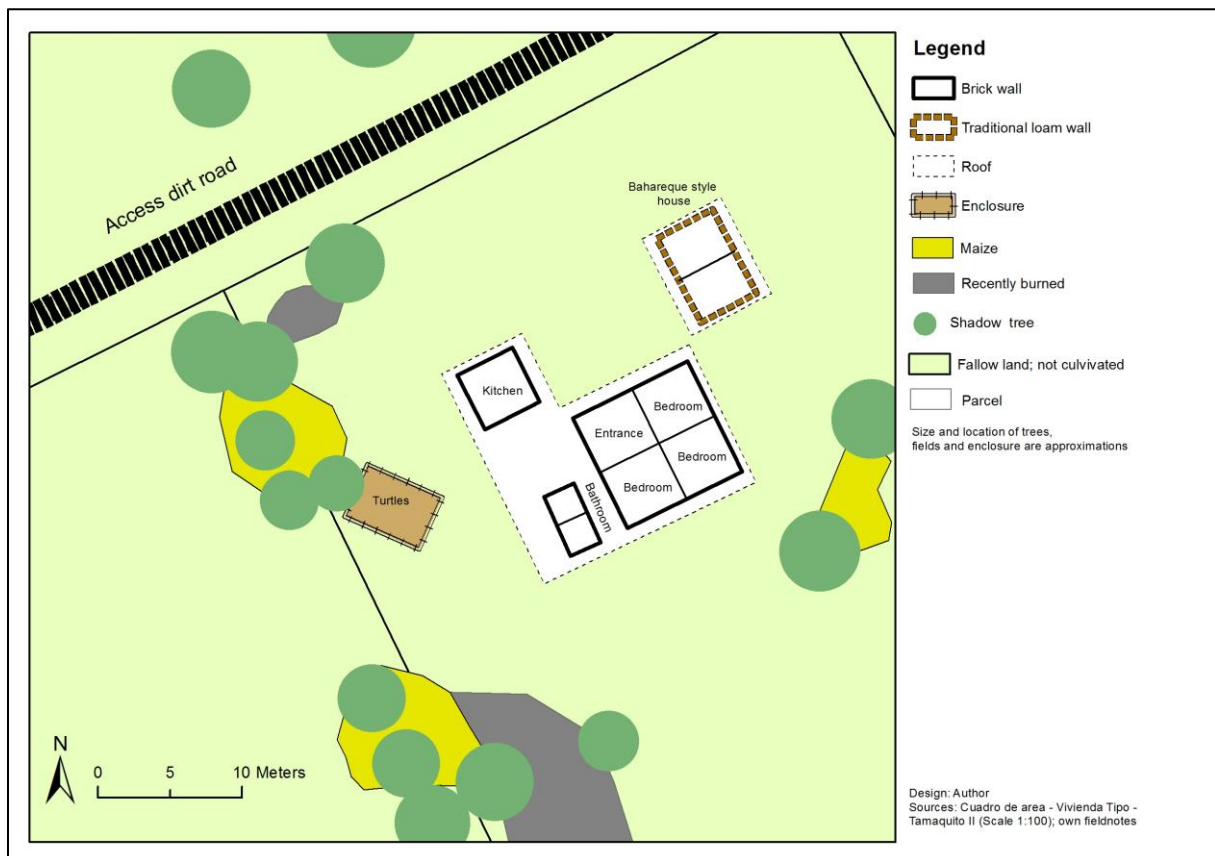 Access dirt road
Bahareque style
house
Kitchen
Entrance
Bedroom
Bedroom
Bedroom
Bathroom
Turtles
N
0 5 10 Meters
Legend
Brick wall
Traditional loam wall
Roof
Enclosure
Maize
Recently burned
Shadow tree
Fallow land; not culvivated
Parcel
Size and location of trees,
fields and enclosure are approximations
Design: Author
Sources: Cuadro de area - Vivienda Tipo -
Tamaquito II (Scale 1:100); own fieldnotes